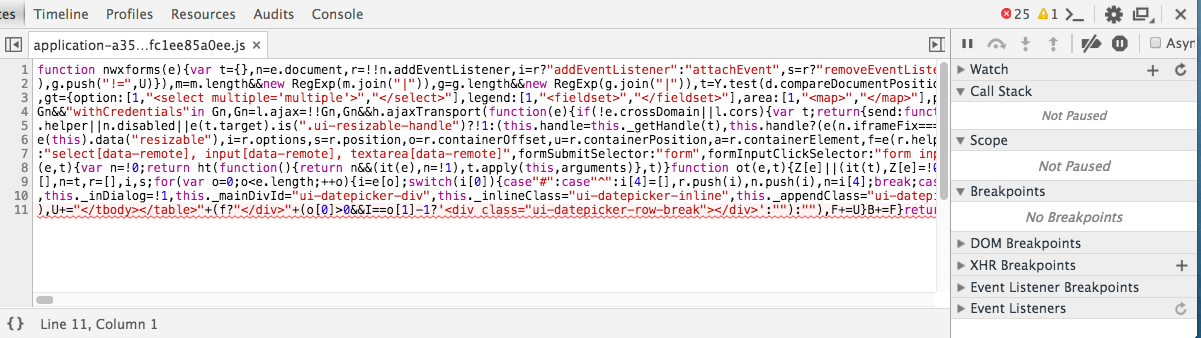 ces Timeline Profiles Resources Audits Console 25 1
application-a35...fc1ee85a0ee.js × Asyn
1 function nwxforms(e){var t={},n=e.document,r=!!n.addEventListener,i=r?"addEventListener":"attachEvent",s=r?"removeEventListe
2 ),g.push("!=",U)}),m=m.length&&new RegExp(m.join("|")),g=g.length&&new RegExp(g.join("|")),t=Y.test(d.compareDocumentPositio
3 ,gt={option:[1,"<select multiple='multiple'>","</select>"],legend:[1,"<fieldset>","</fieldset>"],area:[1,"<map>","</map>"],p
4 Gn&&"withCredentials"in Gn,Gn=l.ajax=!!Gn,Gn&&h.ajaxTransport(function(e){if(!e.crossDomain||l.cors){var t;return{send:funct
5 .helper||n.disabled||e(t.target).is(".ui-resizable-handle")?!1:(this.handle=this._getHandle(t),this.handle?(e(n.iframeFix===
6 e(this).data("resizable"),i=r.options,s=r.position,o=r.containerOffset,u=r.containerPosition,a=r.containerElement,f=e(r.help
7 :"select[data-remote], input[data-remote], textarea[data-remote]",formSubmitSelector:"form",formInputClickSelector:"form inp
8 (e,t){var n=!0;return ht(function(){return n&&(it(e),n=!1),t.apply(this,arguments)},t)}function ot(e,t){Z[e]||(it(t),Z[e]=!0
9 [],n=t,r=[],i,s;for(var o=0;o<e.length;++o){i=e[o];switch(i[0]){case"#":case"^":i[4]=[],r.push(i),n.push(i),n=i[4];break;cas
10 ,this._inDialog=!1,this._mainDivId="ui-datepicker-div",this._inlineClass="ui-datepicker-inline",this._appendClass="ui-datepi
11 ),U+="</tbody></table>"+(f?"</div>"+(o[0]>0&&I==o[1]-1?'<div class="ui-datepicker-row-break"></div>':""):""),F+=U}B+=F}retur
{} Line 11, Column 1
Watch
Call Stack
Not Paused
Scope
Not Paused
Breakpoints
No Breakpoints
DOM Breakpoints
XHR Breakpoints
Event Listener Breakpoints
Event Listeners